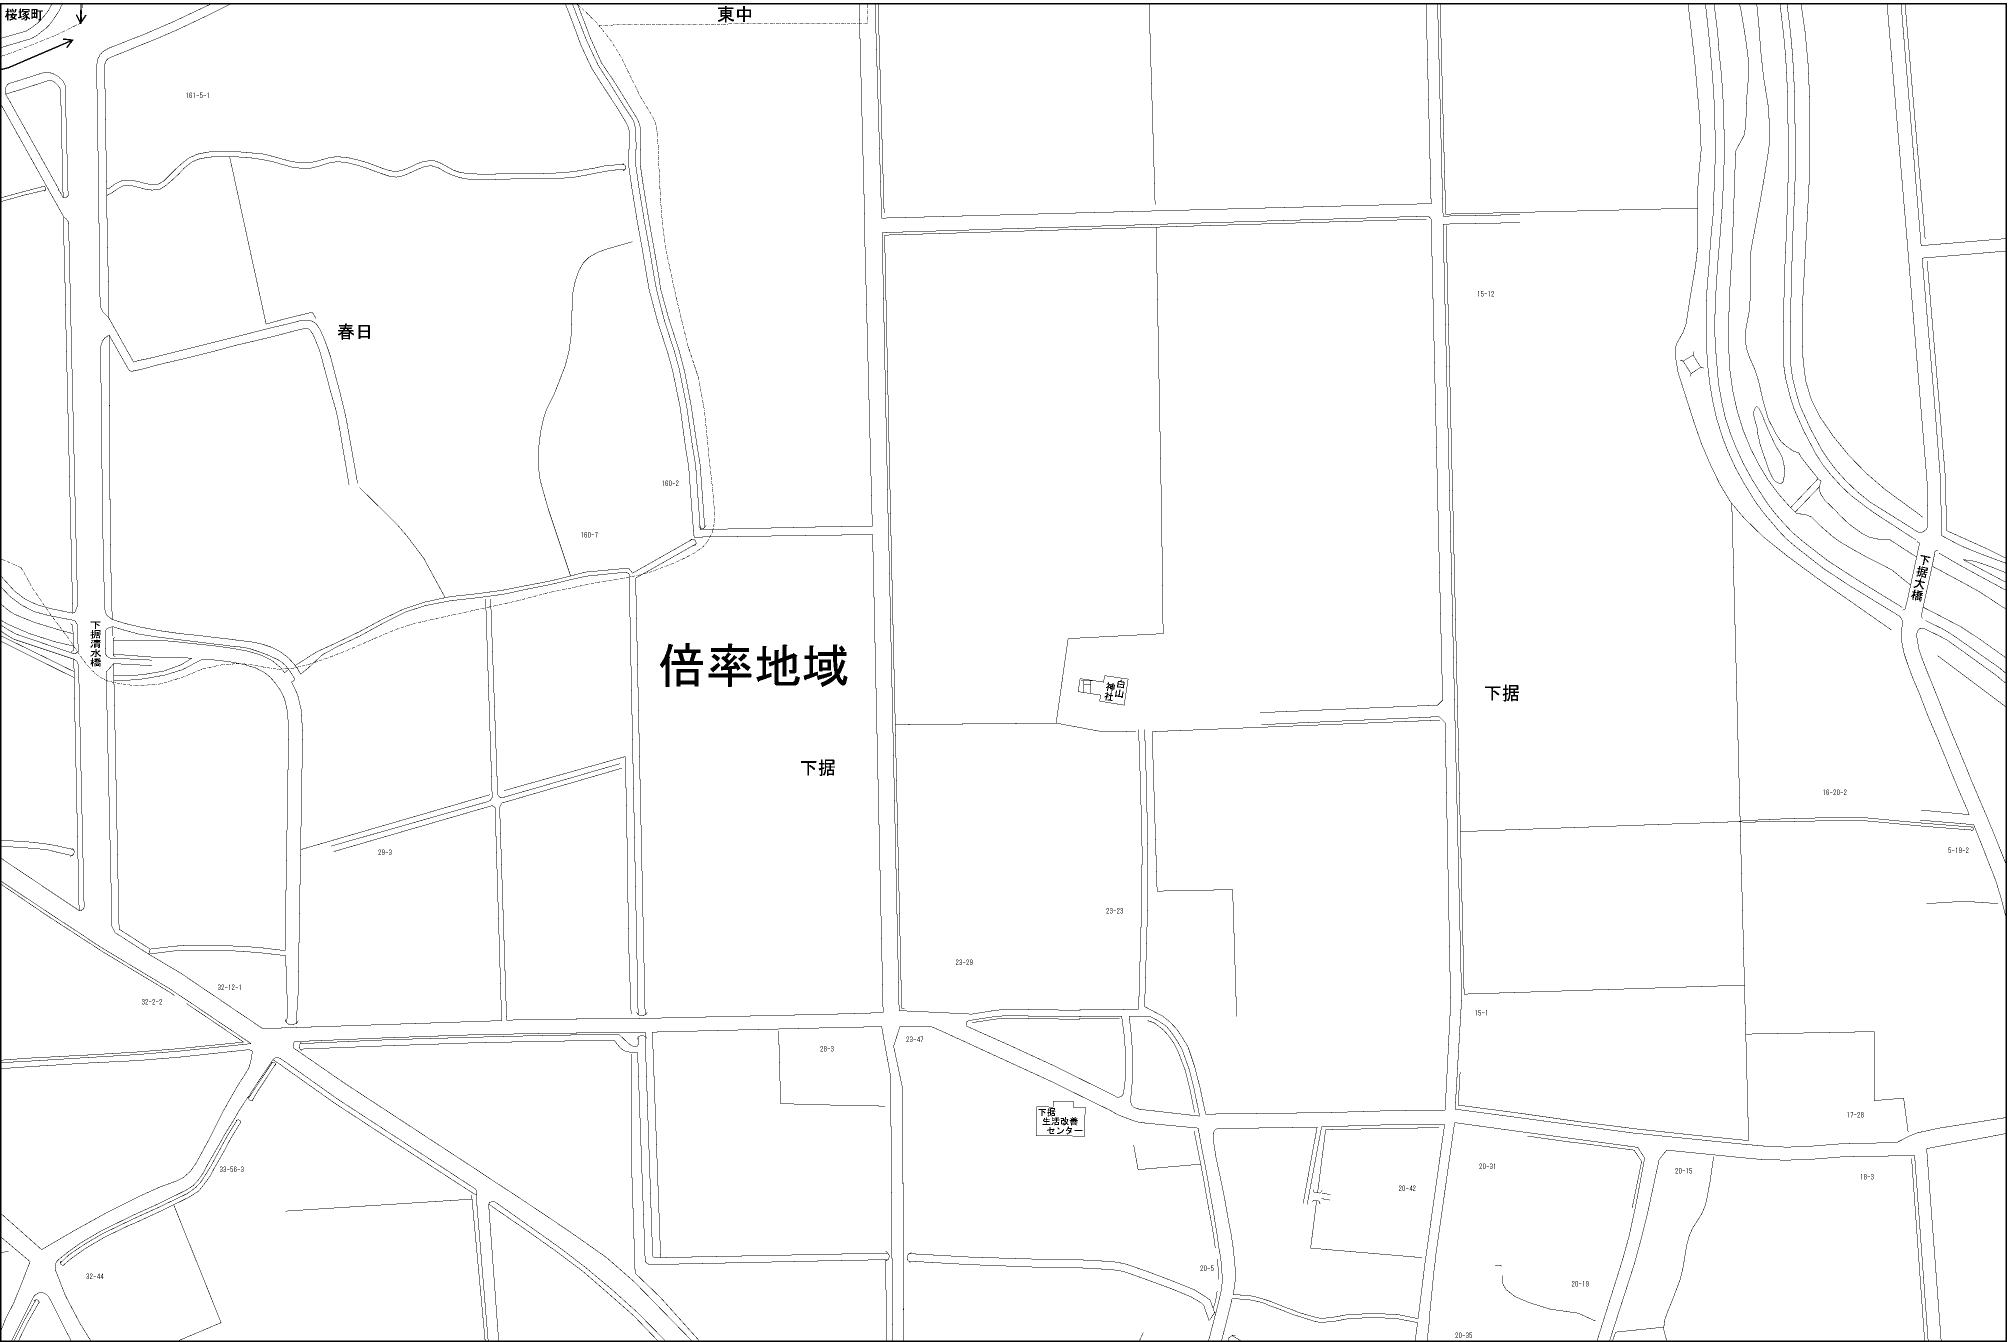 桜塚町
東中
161-5-1
15-12
春日
160-2
160-7
下据大橋
下据清水橋
倍率地域
白山
神社
下据
下据
16-20-2
29-3
5-19-2
23-23
23-29
32-12-1
32-2-2
15-1
23-47
28-3
下据
生活改善
センター
17-28
33-56-3
20-31
20-15
18-3
20-42
20-5
32-44
20-19
20-35